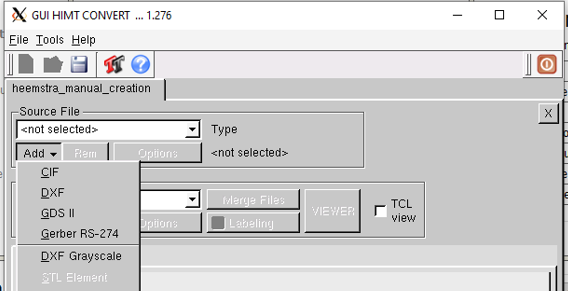 GUI HIMT CONVERT ... 1.276
File Tools Help
heemstra_manual_creation
X
Source File
<not selected> Type
Add Rem Options <not selected>
CIF
DXF
GDS II
Gerber RS-274
DXF Grayscale
STL Element
Merge Files
Options Labeling
VIEWER
TCL
view